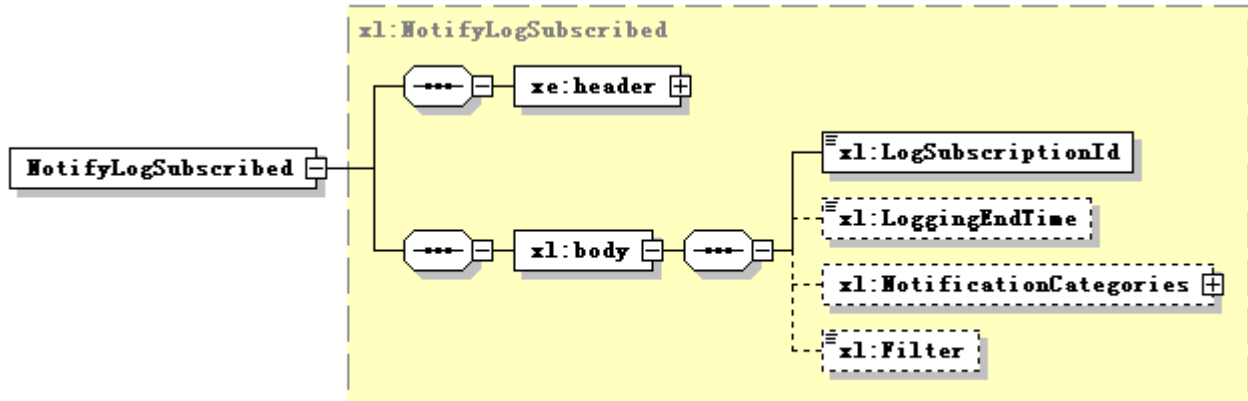 xl:NotifyLogSubscribed
xe:header
NotifyLogSubscribed
xl:LogSubscriptionId
xl:LoggingEndTime
xl:body
xl:NotificationCategories
xl:Filter